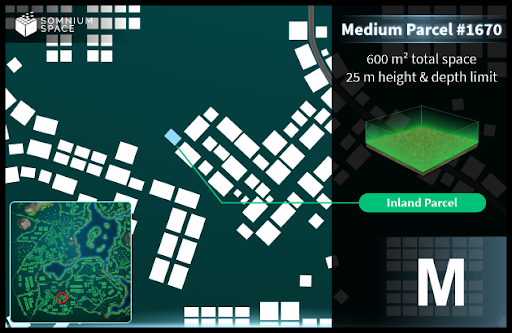 SOMNIUM
SPACE
Medium Parcel #1670
600 m² total space
25 m height & depth limit
Inland Parcel
M